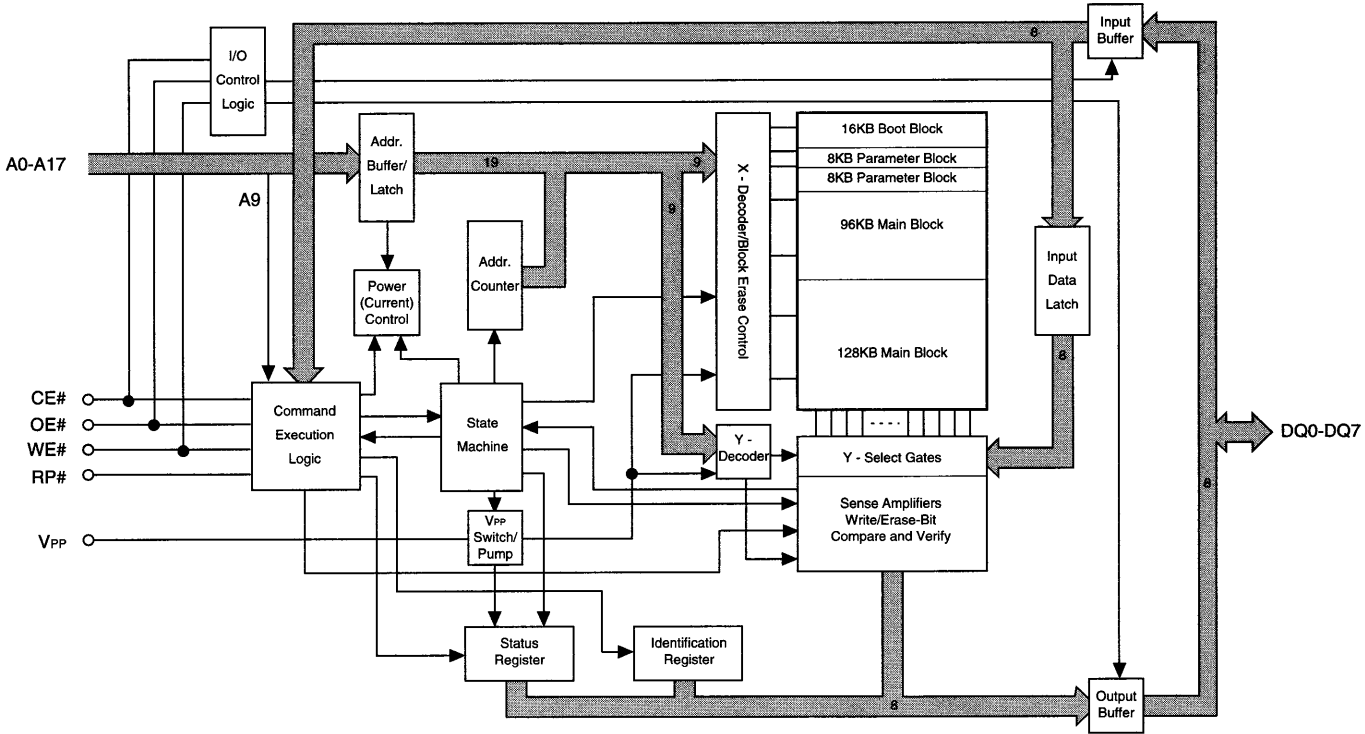 I/O
Control
Logic
8
Input
Buffer
A0-A17
A9
Addr.
Buffer/
Latch
19
9
9
X - Decoder/Block Erase Control
16KB Boot Block
8KB Parameter Block
8KB Parameter Block
96KB Main Block
128KB Main Block
Input
Data
Latch
8
Addr.
Counter
Power
(Current)
Control
CE#
OE#
WE#
RP#
VPP
Command
Execution
Logic
State
Machine
Y -
Decoder
Y - Select Gates
Sense Amplifiers
Write/Erase-Bit
Compare and Verify
DQ0-DQ7
8
VPP
Switch/
Pump
Status
Register
Identification
Register
8
Output
Buffer